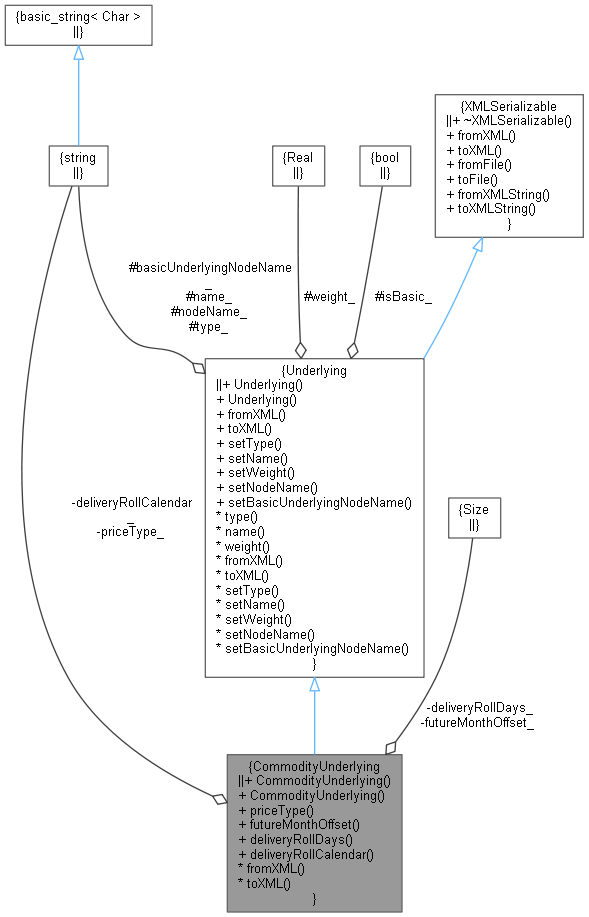 {basic_string< Char >
||}
{XMLSerializable
||+ ~XMLSerializable()
+ fromXML()
+ toXML()
+ fromFile()
+ toFile()
+ fromXMLString()
+ toXMLString()
}
{string
||}
{Real
||}
{bool
||}
#basicUnderlyingNodeName
_
#name_
#nodeName_
#type_
#weight_
#isBasic_
{Underlying
||+ Underlying()
+ Underlying()
+ fromXML()
+ toXML()
+ setType()
+ setName()
+ setWeight()
+ setNodeName()
+ setBasicUnderlyingNodeName()
* type()
* name()
* weight()
* fromXML()
* toXML()
* setType()
* setName()
* setWeight()
* setNodeName()
* setBasicUnderlyingNodeName()
}
-deliveryRollCalendar
_
-priceType_
{Size
||}
-deliveryRollDays_
-futureMonthOffset_
{CommodityUnderlying
||+ CommodityUnderlying()
+ CommodityUnderlying()
+ priceType()
+ futureMonthOffset()
+ deliveryRollDays()
+ deliveryRollCalendar()
* fromXML()
* toXML()
}